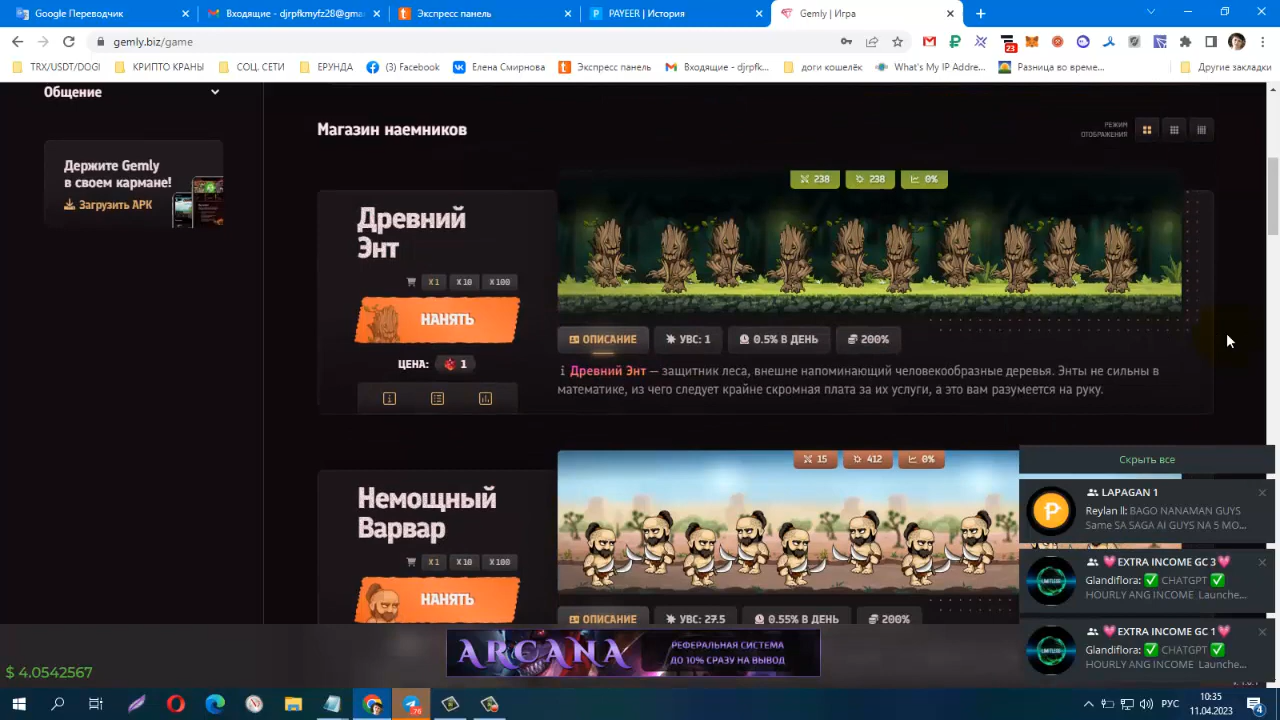 Google Переводчик
Входящие - djrpfkmyfz28@gma
Экспресс панель
PAYEER | История
Gemly | Игра
gemly.biz/game
23
TRX/USDT/DOGI
КРИПТО КРАНЫ
СОЦ. СЕТИ
ЕРУНДА
(3) Facebook
Елена Смирнова
Экспресс панель
Входящие - djrpfk...
доги кошелёк
What's My IP Addre...
Разница во време...
Другие закладки
Общение
Держите Gemly
в своем кармане!
Загрузить APK
Магазин наемников
РЕЖИМ
ОТОБРАЖЕНИЯ
238
238
0%
Древний
Энт
X1
X10
X100
НАНЯТЬ
ЦЕНА:
1
ОПИСАНИЕ
УВС: 1
0.5% В ДЕНЬ
200%
Древний Энт — защитник леса, внешне напоминающий человекообразные деревья. Энты не сильны в
математике, из чего следует крайне скромная плата за их услуги, а это вам разумеется на руку.
15
412
0%
Немощный
Варвар
X1
X10
X100
НАНЯТЬ
ОПИСАНИЕ
УВС: 27.5
0.55% В ДЕНЬ
200%
Скрыть все
LAPAGAN 1
Reylan ll: BAGO NANAMAN GUYS
Same SA SAGA AI GUYS NA 5 MO...
EXTRA INCOME GC 3
Glandiflora: ✅ CHATGPT ✅
HOURLY ANG INCOME Launche...
EXTRA INCOME GC 1
Glandiflora: ✅ CHATGPT ✅
HOURLY ANG INCOME Launche...
ARCANA
РЕФЕРАЛЬНАЯ СИСТЕМА
ДО 10% СРАЗУ НА ВЫВОД
$ 4.0542567
76
РУС
10:35
11.04.2023
4